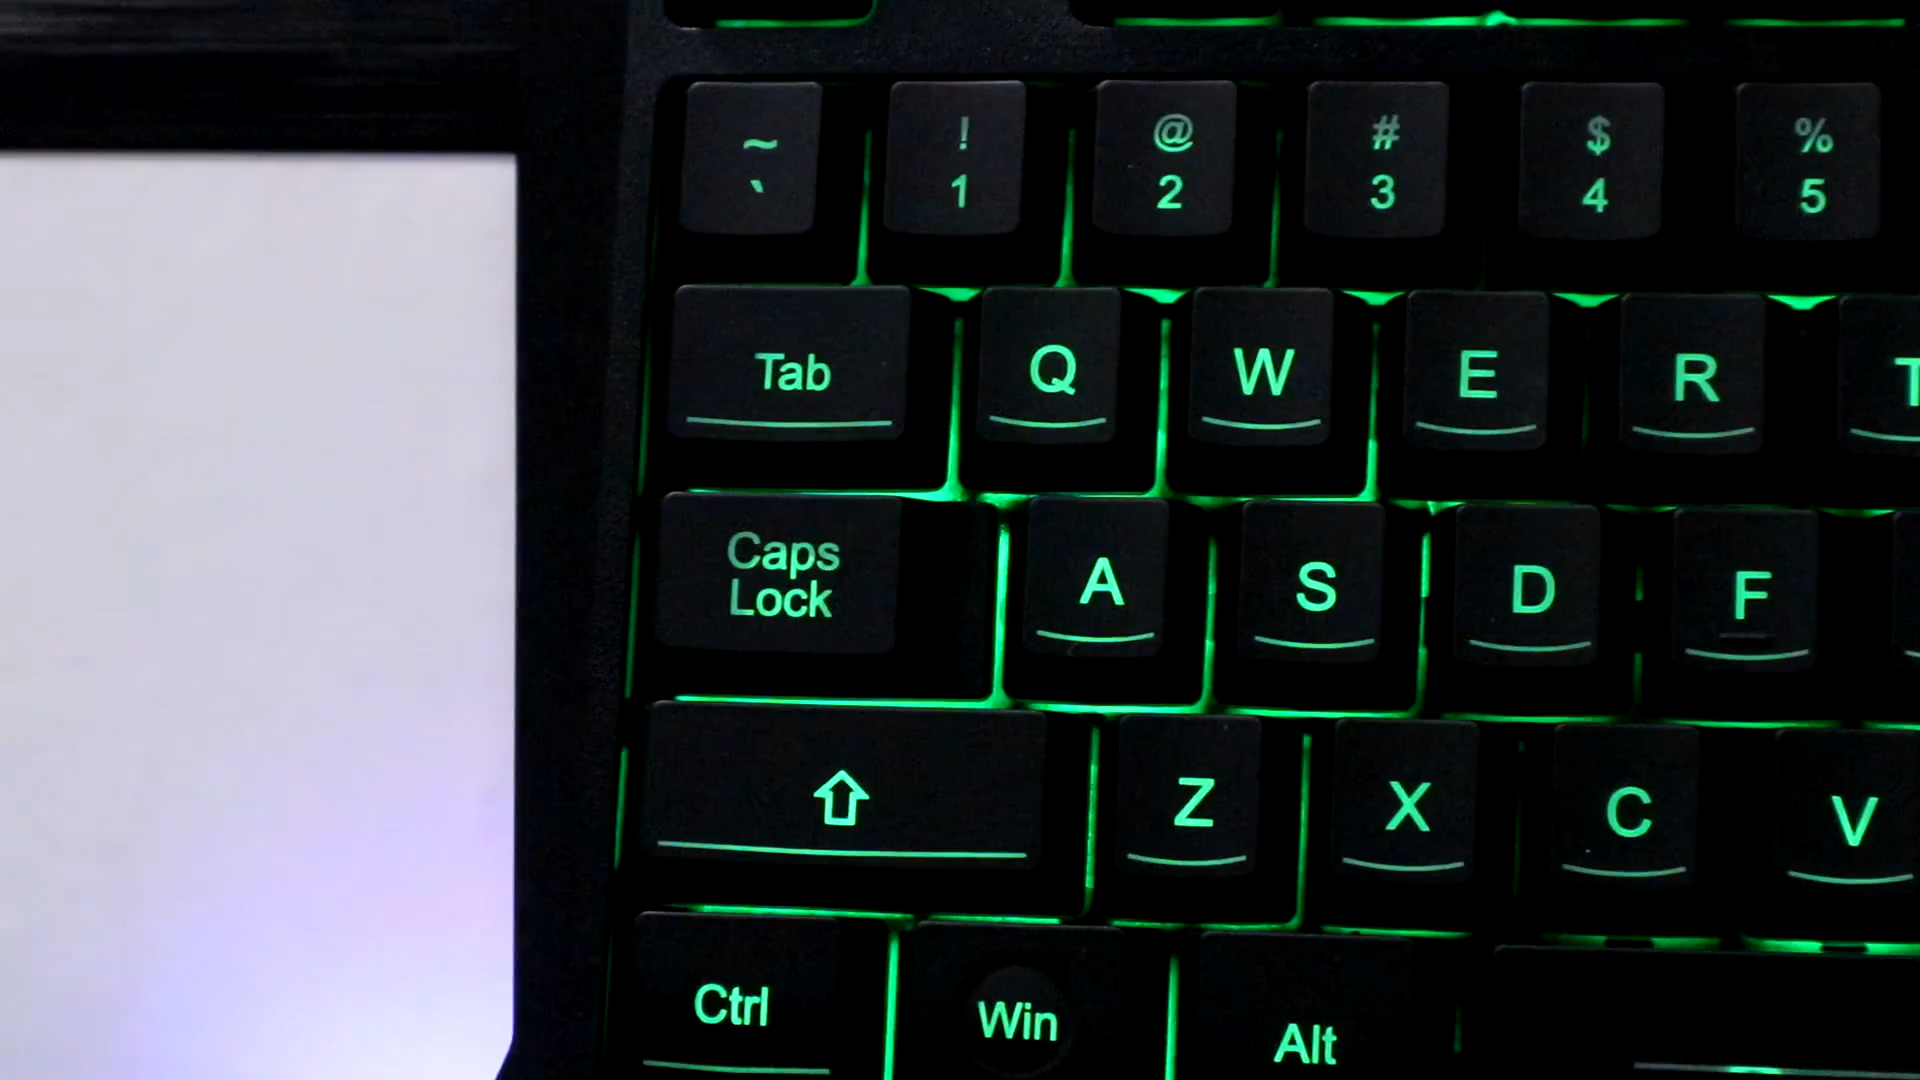 ~ ! @ # $ %
` 1 2 3 4 5
Tab Q W E R T
Caps Lock A S D F
Z X C V
Ctrl Win Alt